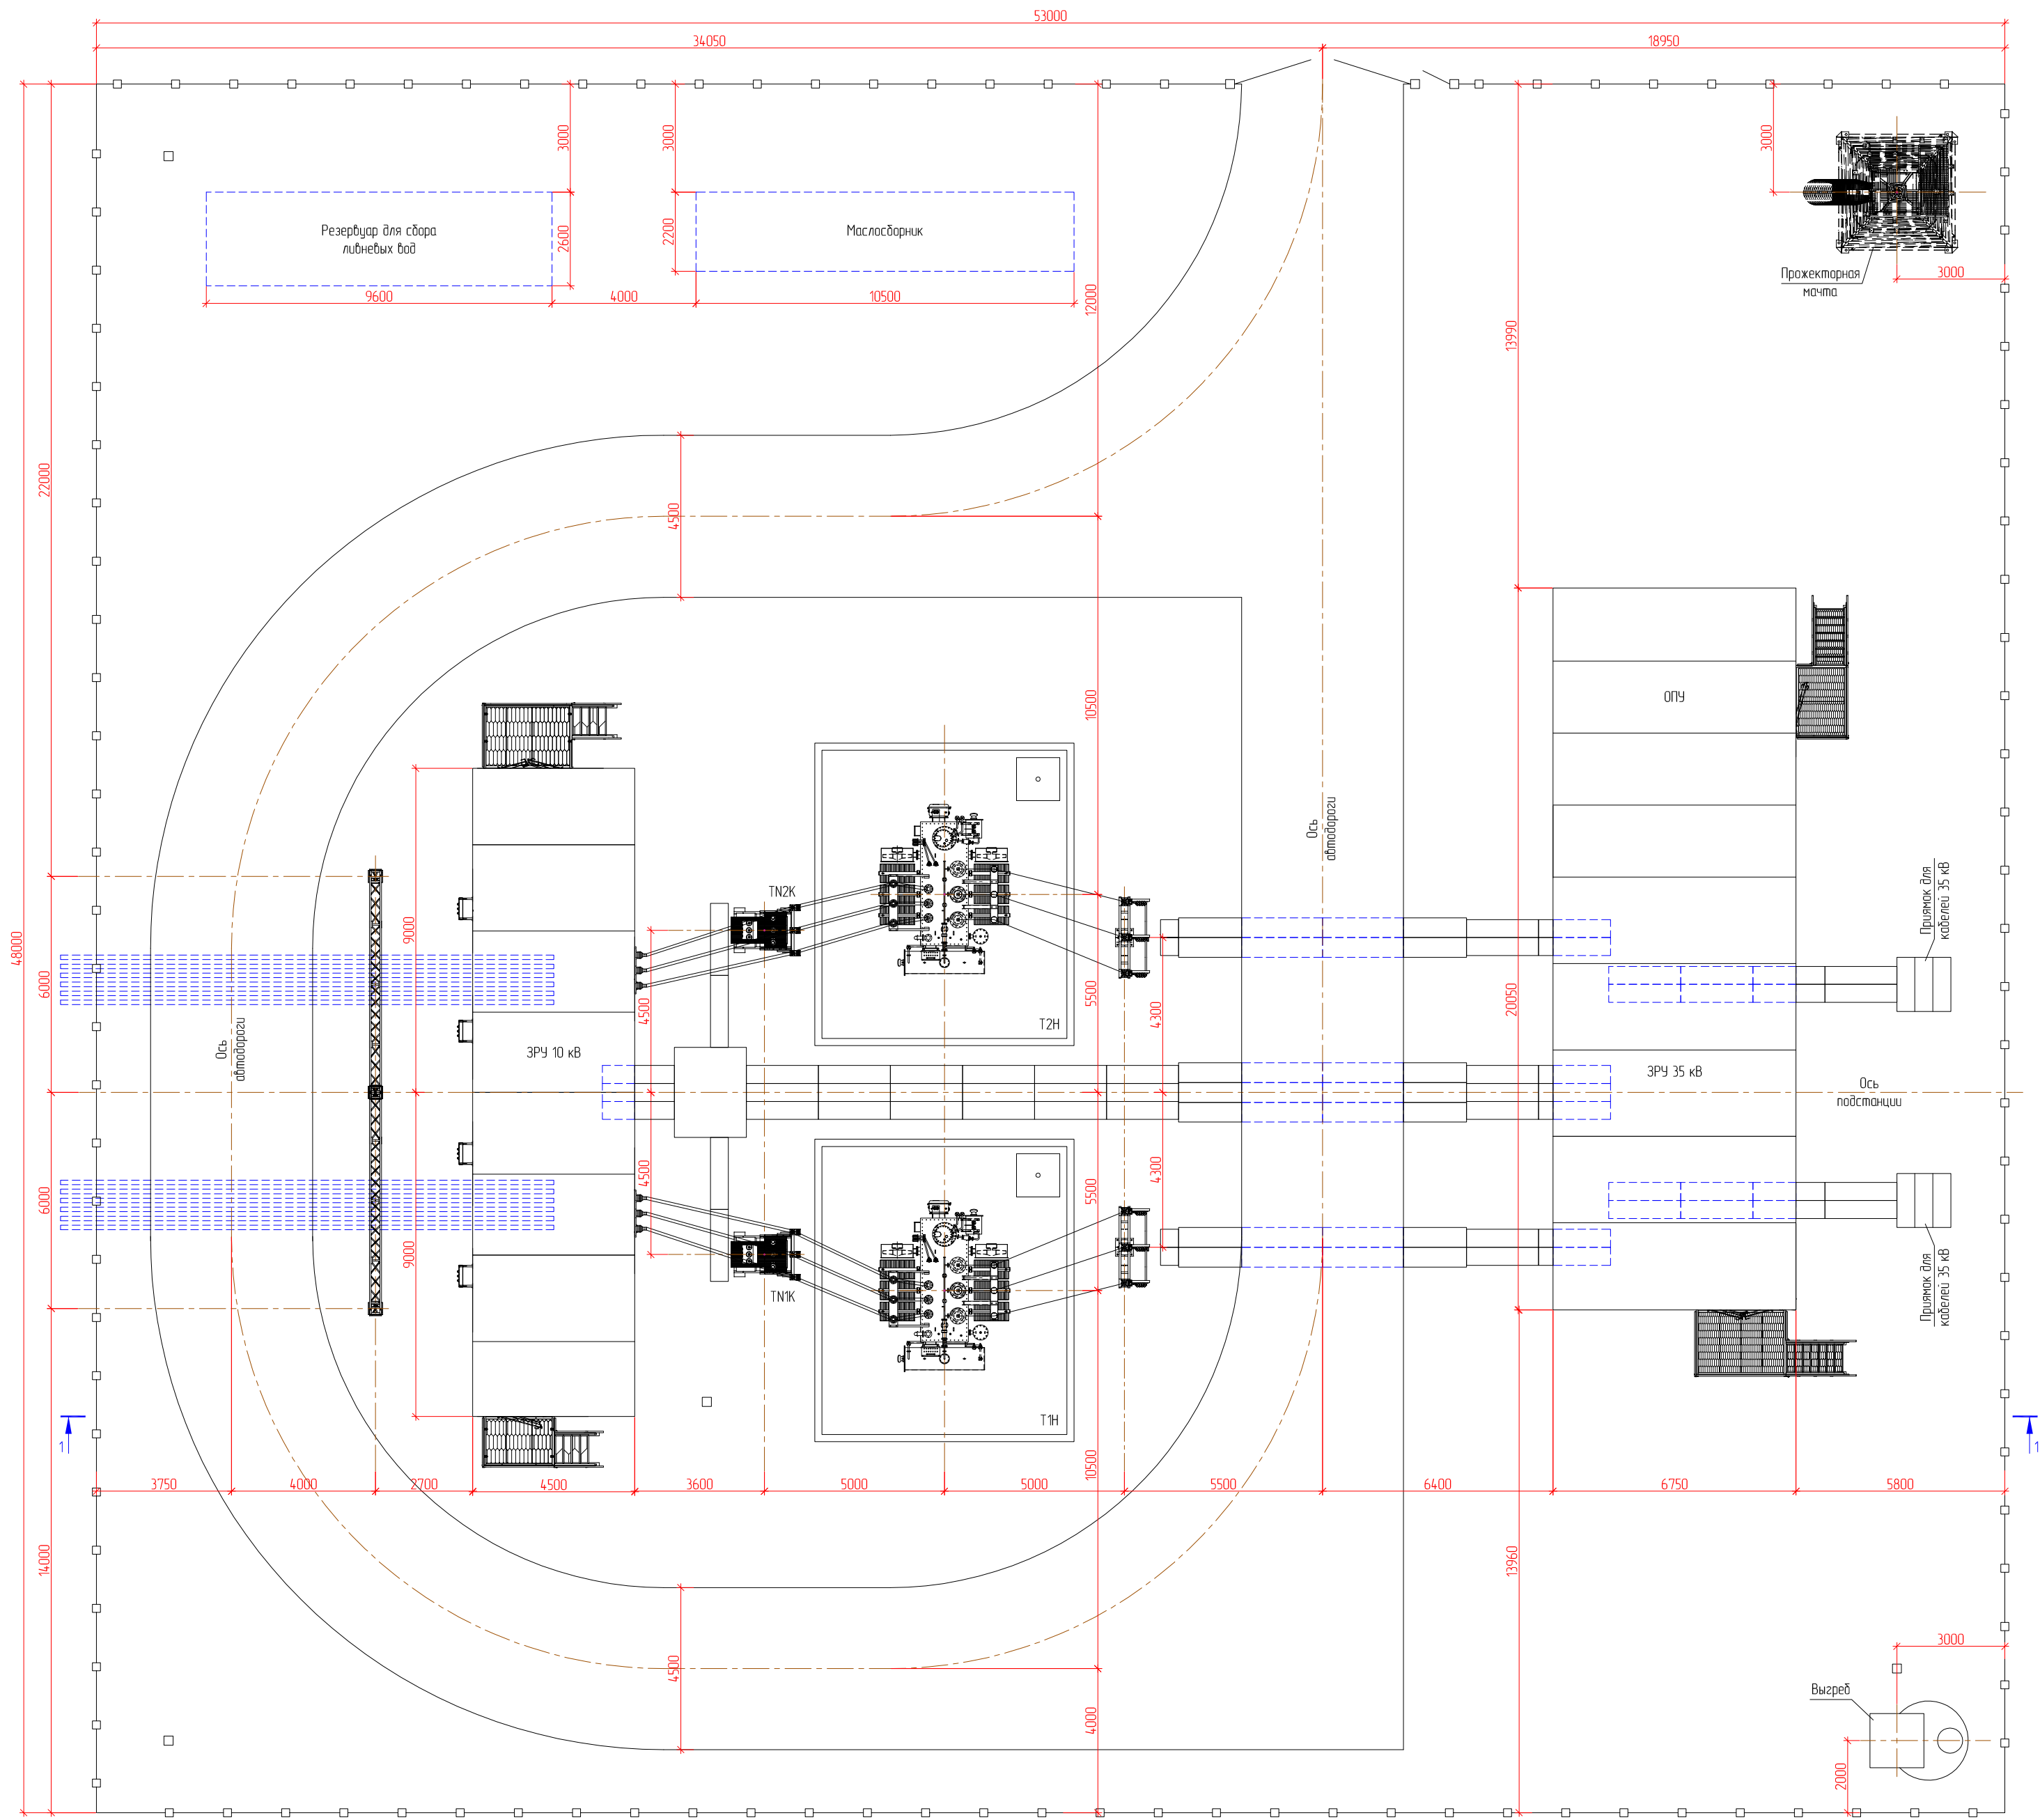 53000
34050
18950
3000
3000
3000
Резервуар для сбора
ливневых вод
2600
2200
Маслосборник
Прожекторная
мачта
3000
9600
4000
10500
12000
13990
22000
4500
10500
ОПУ
Ось
автодороги
Приямок для
кабелей 35 кВ
TN2K
9000
48000
6000
4500
5500
4300
20050
Т2Н
Ось
автодороги
ЗРУ 10 кВ
ЗРУ 35 кВ
Ось
подстанции
6000
4500
5500
4300
9000
TN1K
Приямок для
кабелей 35 кВ
Т1Н
1
1
10500
3750
4000
2700
4500
3600
5000
5000
5500
6400
6750
5800
14000
13960
4500
3000
Выгреб
4000
2000